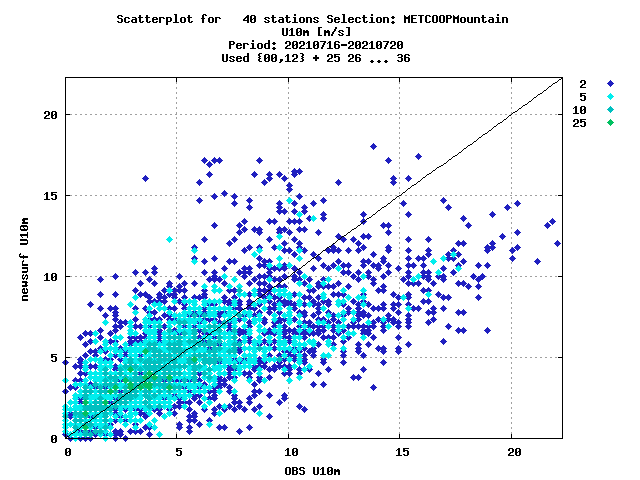 Scatterplot for   40 stations Selection: METCOOPMountain
U10m [m/s]
Period: 20210716-20210720
Used {00,12} + 25 26 ... 36
2
5
10
25
20
15
10
5
0
newsurf U10m
0 5 10 15 20
OBS U10m